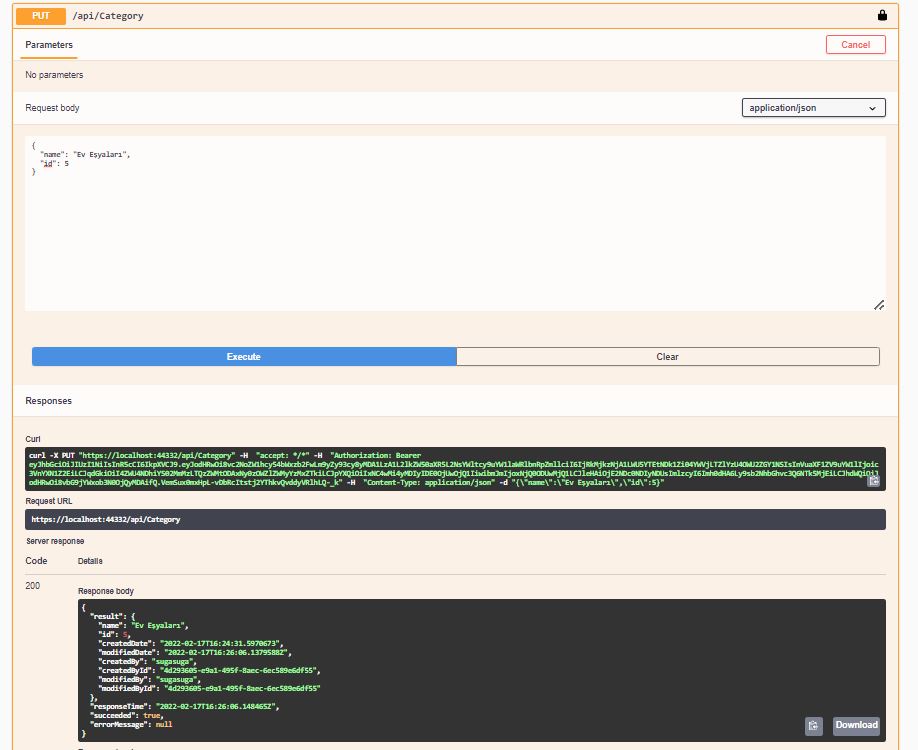 PUT /api/Category
Parameters
Cancel
No parameters
Request body
application/json
{
"name": "Ev Eşyaları",
"id": 5
}
Execute
Clear
Responses
Curl
curl -X PUT "https://localhost:44332/api/Category" -H "accept: */*" -H "Authorization: Bearer
-H "Content-Type: application/json" -d "{\"name\":\"Ev Eşyaları\",\"id\":5}"
Request URL
https://localhost:44332/api/Category
Server response
Code Details
200
Response body
{
"result": {
"name": "Ev Eşyaları",
"id": 5,
"createdDate": "2022-02-17T16:24:31.5970673",
"modifiedDate": "2022-02-17T16:26:06.1379588Z",
"createdBy": "sugasuga",
"createdById": "4d293605-e9a1-495f-8aec-6ec589e6df55",
"modifiedBy": "sugasuga",
"modifiedById": "4d293605-e9a1-495f-8aec-6ec589e6df55"
},
"responseTime": "2022-02-17T16:26:06.148465Z",
"succeeded": true,
"errorMessage": null
}
Download